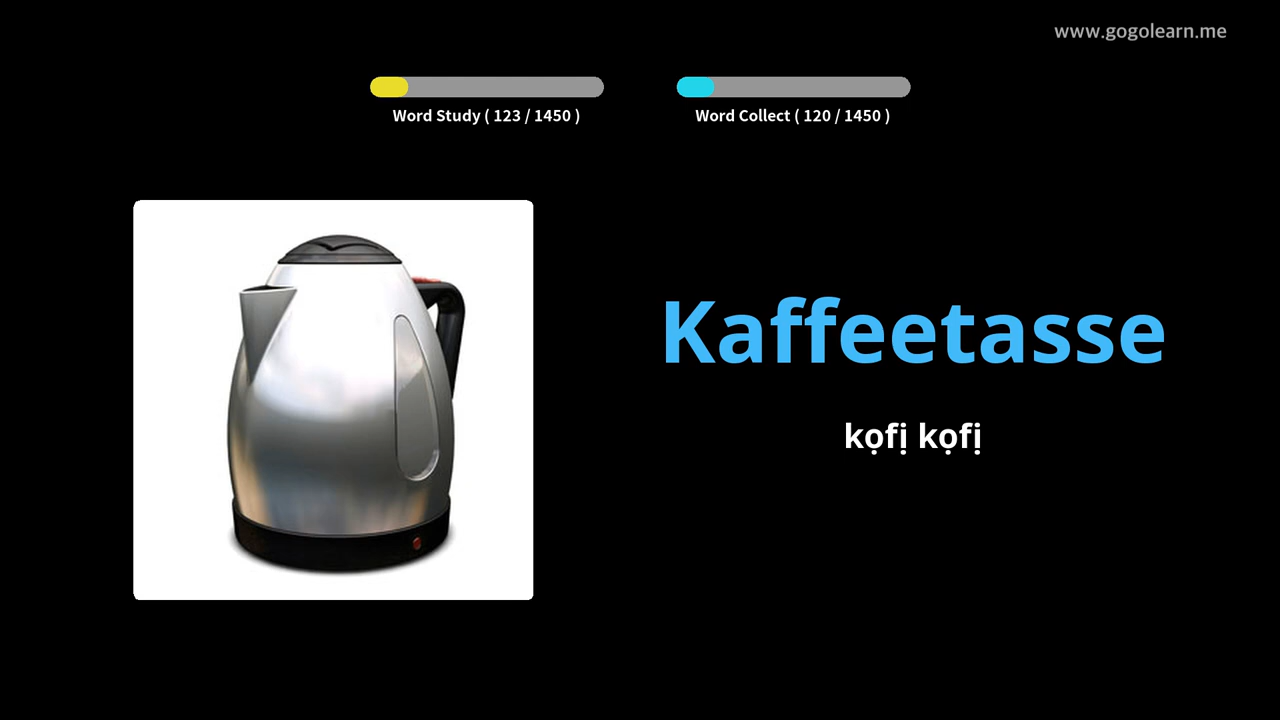 www.gogolearn.me
Word Study ( 123 / 1450 )
Word Collect ( 120 / 1450 )
Kaffeetasse
kọfị kọfị